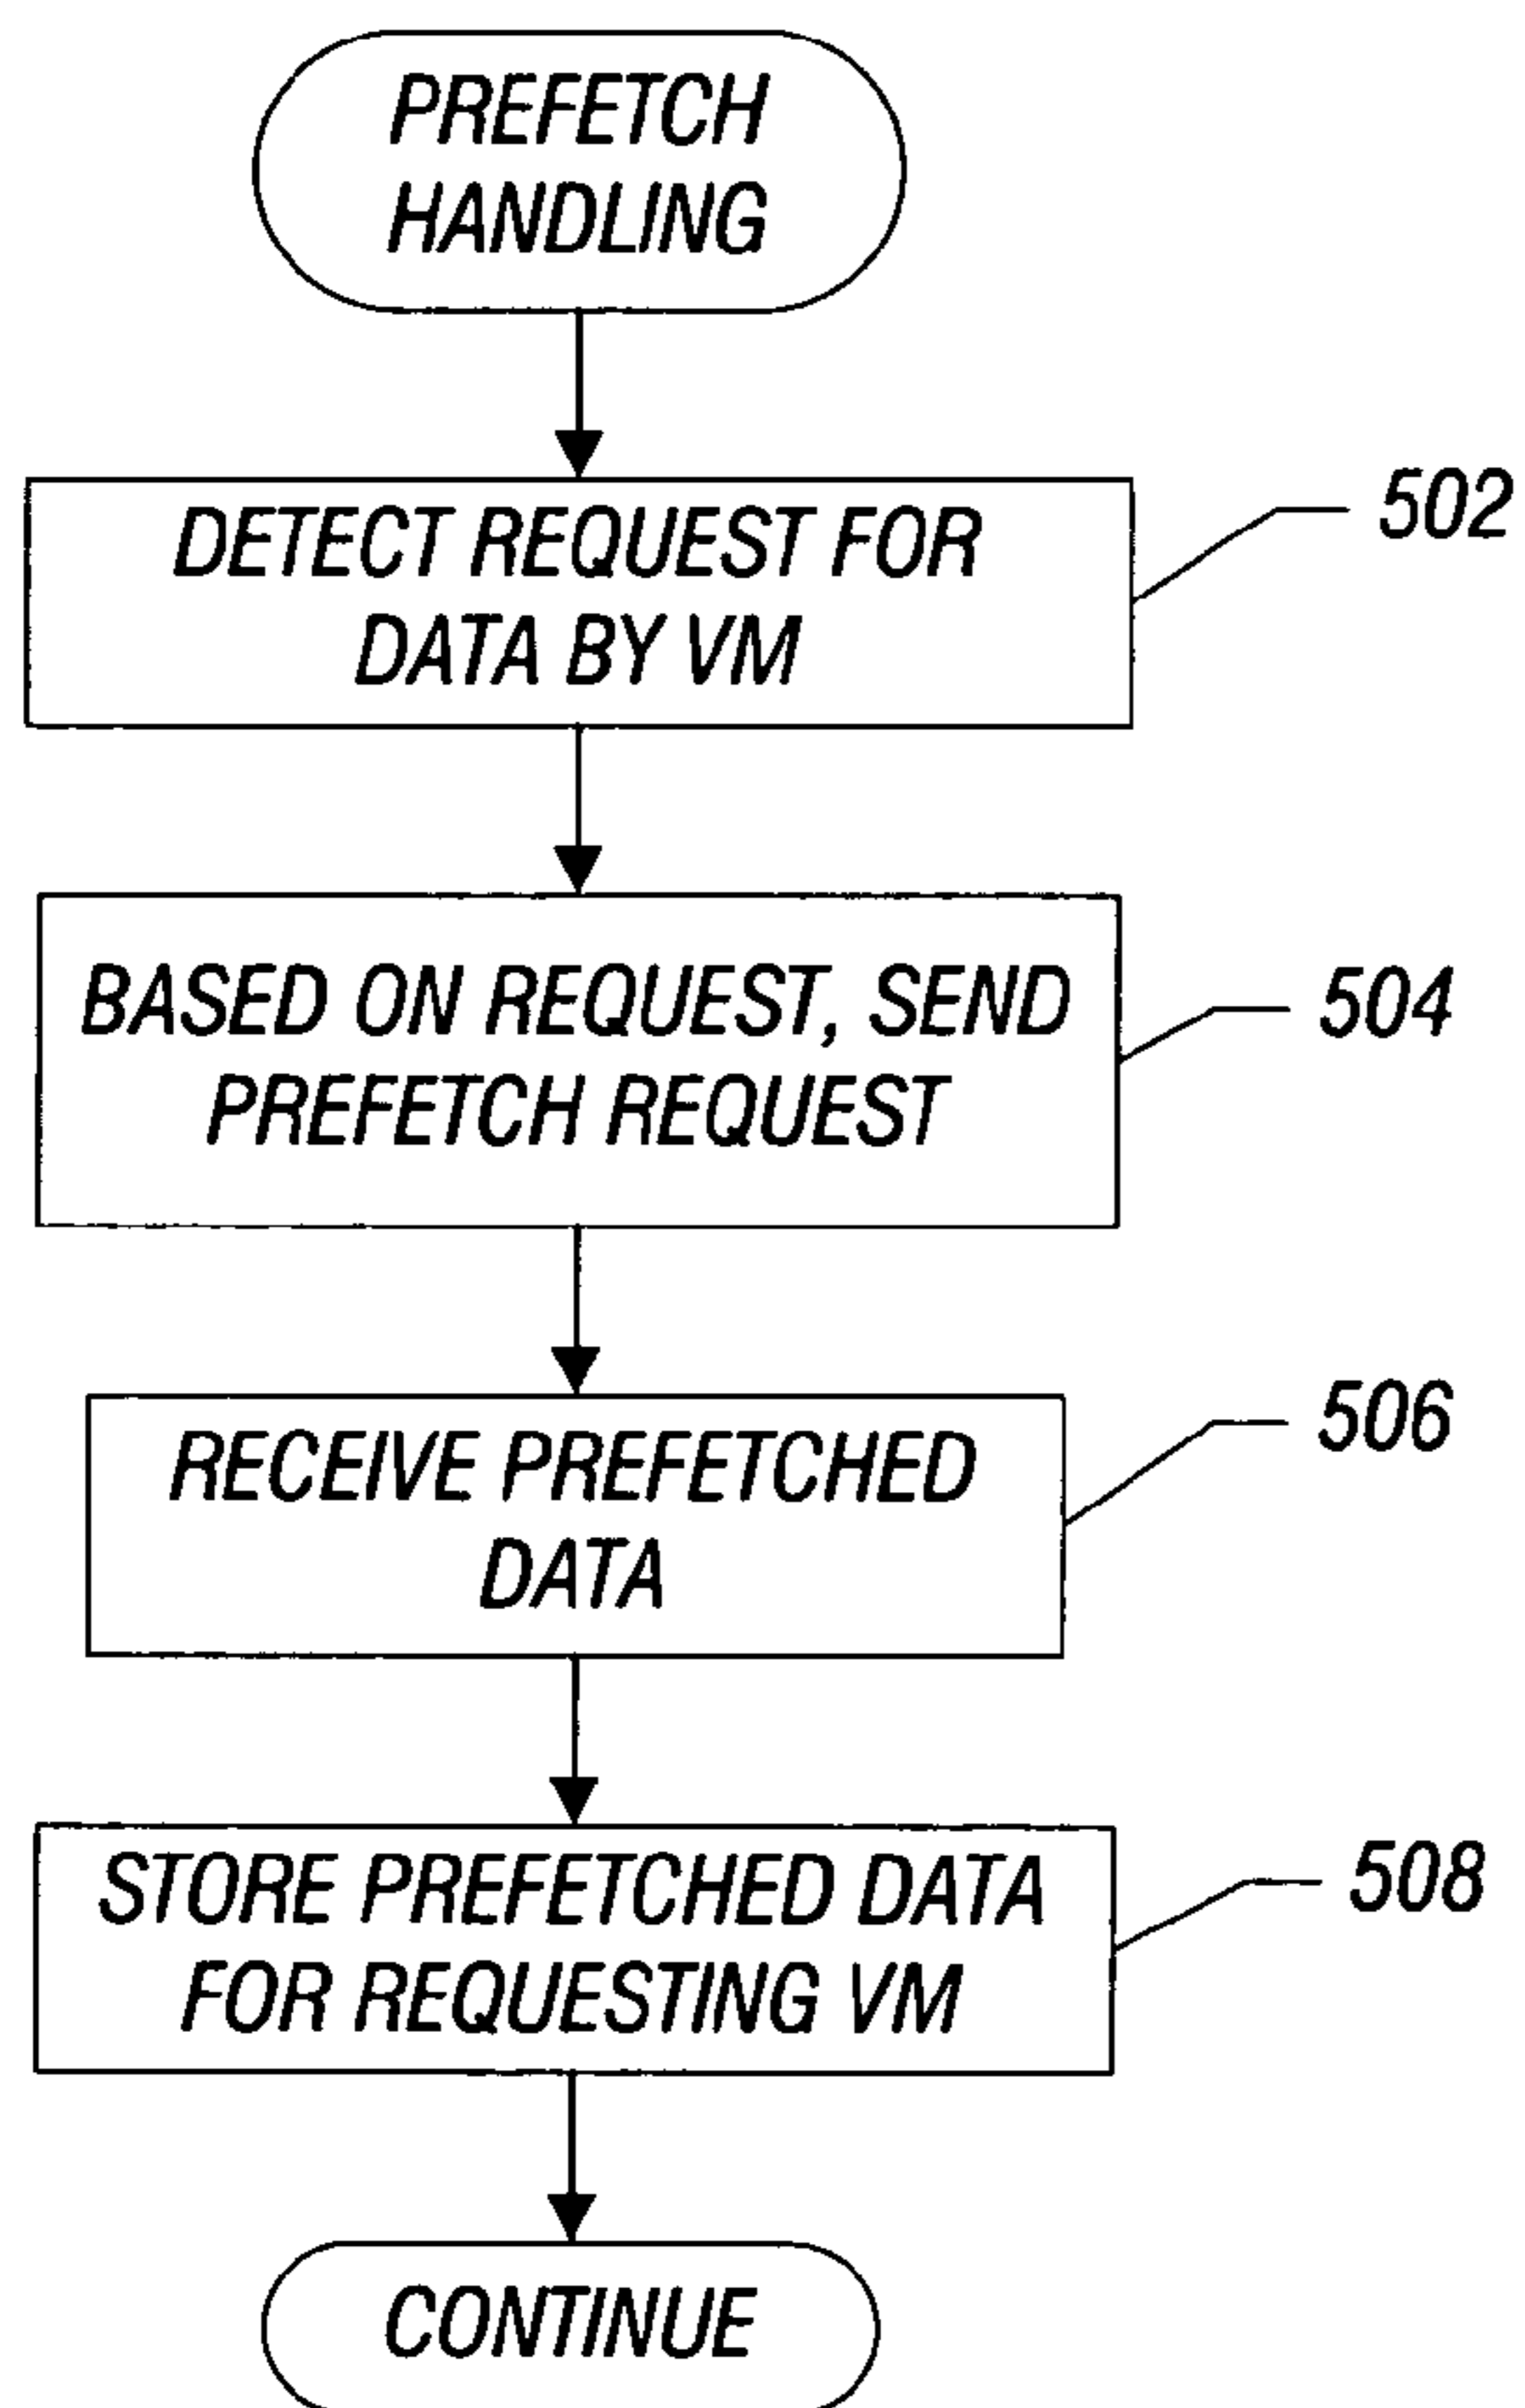 PREFETCH
HANDLING
DETECT REQUEST FOR
DATA BY VM
502
BASED ON REQUEST, SEND
PREFETCH REQUEST
504
RECEIVE PREFETCHED
DATA
506
STORE PREFETCHED DATA
FOR REQUESTING VM
508
CONTINUE